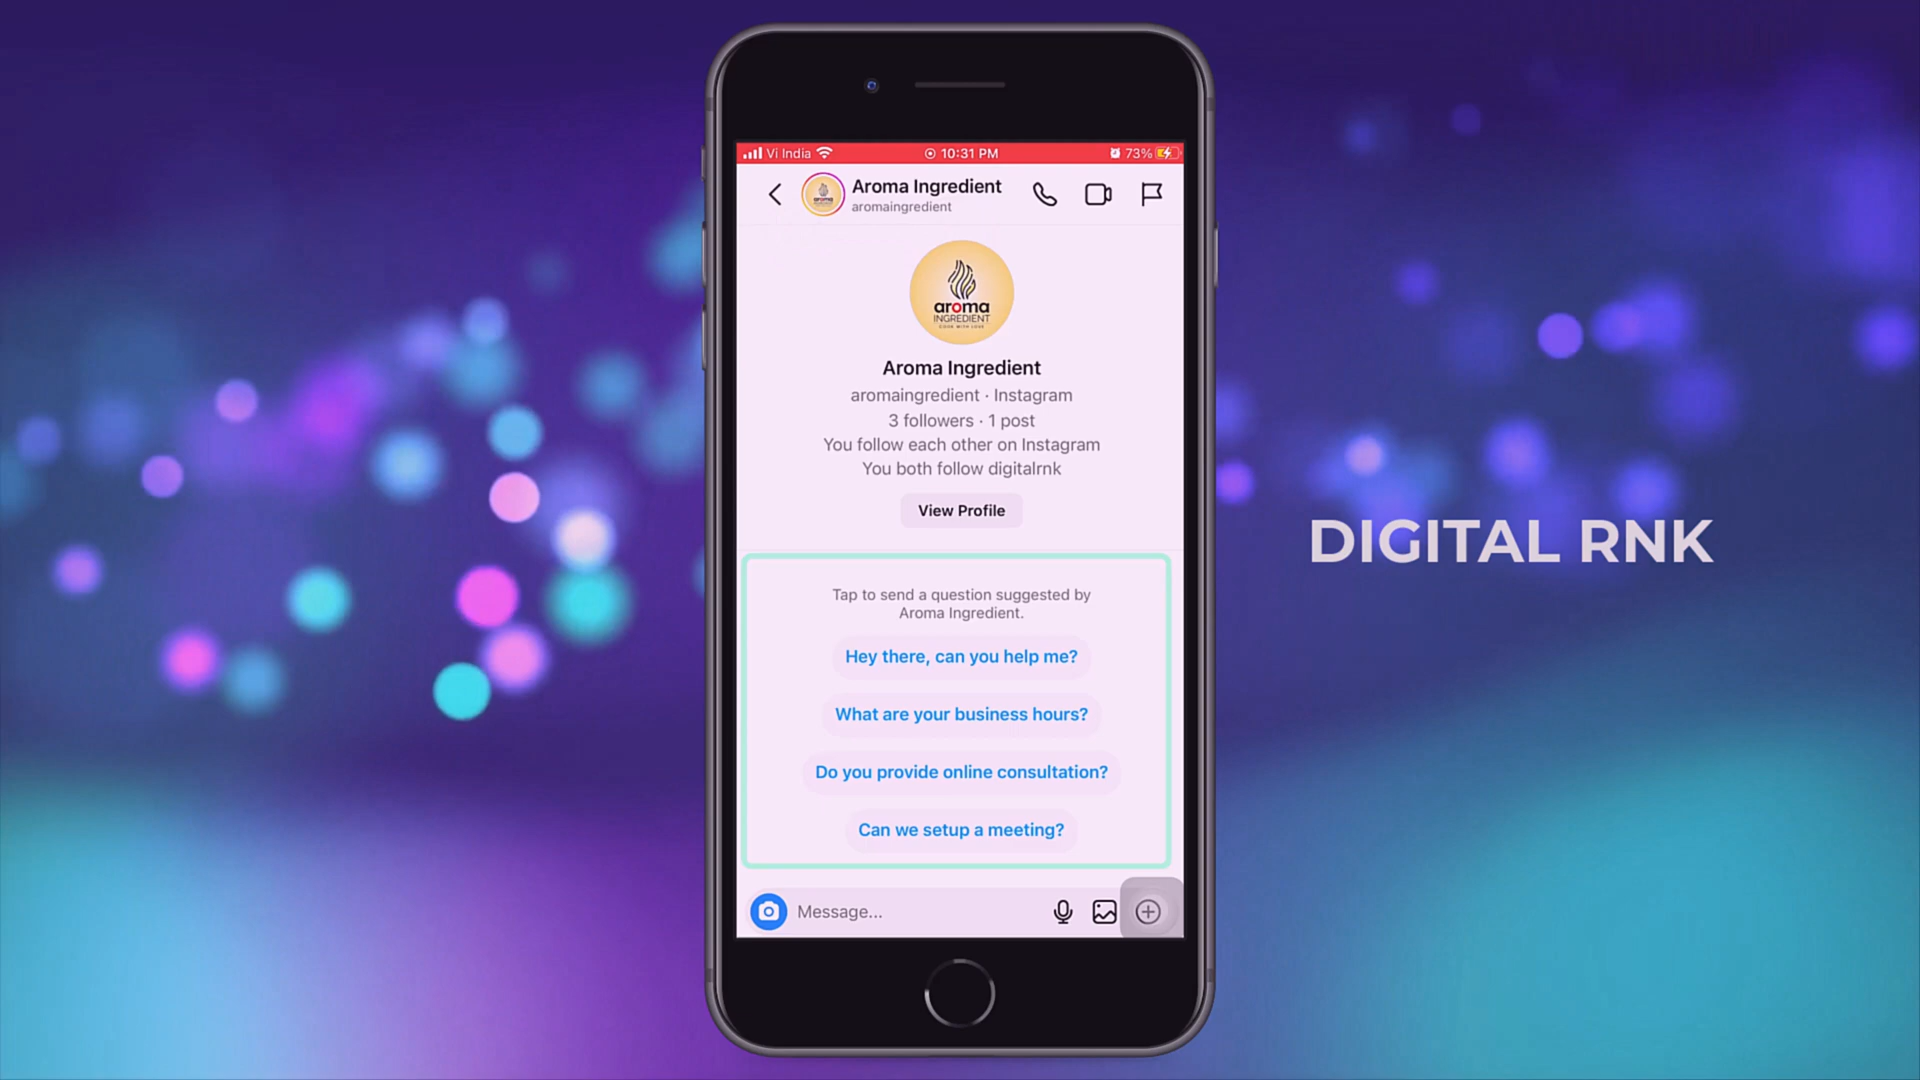 Vi India
10:31 PM
73%
Aroma Ingredient
aromaingredient
aroma
INGREDIENT
COOK WITH LOVE
Aroma Ingredient
aromaingredient · Instagram
3 followers · 1 post
You follow each other on Instagram
You both follow digitalrnk
View Profile
Tap to send a question suggested by
Aroma Ingredient.
Hey there, can you help me?
What are your business hours?
Do you provide online consultation?
Can we setup a meeting?
Message...
DIGITAL RNK